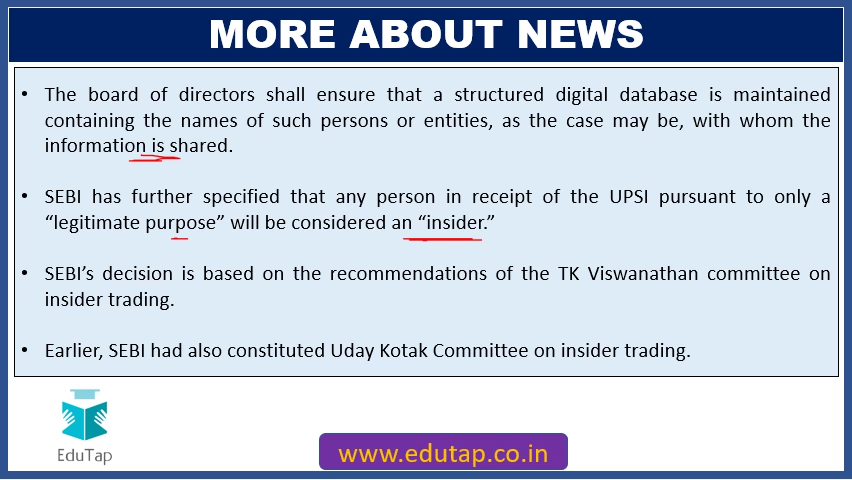 MORE ABOUT NEWS
• The board of directors shall ensure that a structured digital database is maintained
containing the names of such persons or entities, as the case may be, with whom the
information is shared.
• SEBI has further specified that any person in receipt of the UPSI pursuant to only a
“legitimate purpose” will be considered an “insider.”
• SEBI’s decision is based on the recommendations of the TK Viswanathan committee on
insider trading.
• Earlier, SEBI had also constituted Uday Kotak Committee on insider trading.
EduTap
www.edutap.co.in